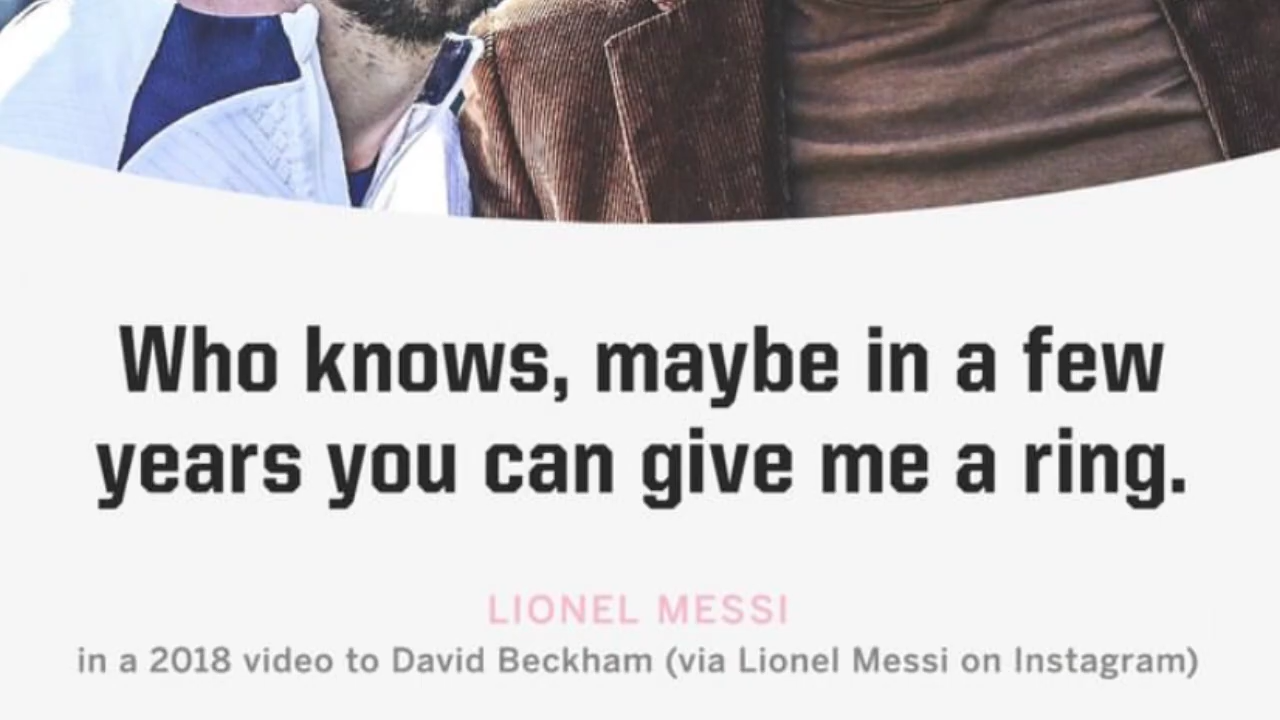 Who knows, maybe in a few
years you can give me a ring.
LIONEL MESSI
in a 2018 video to David Beckham (via Lionel Messi on Instagram)